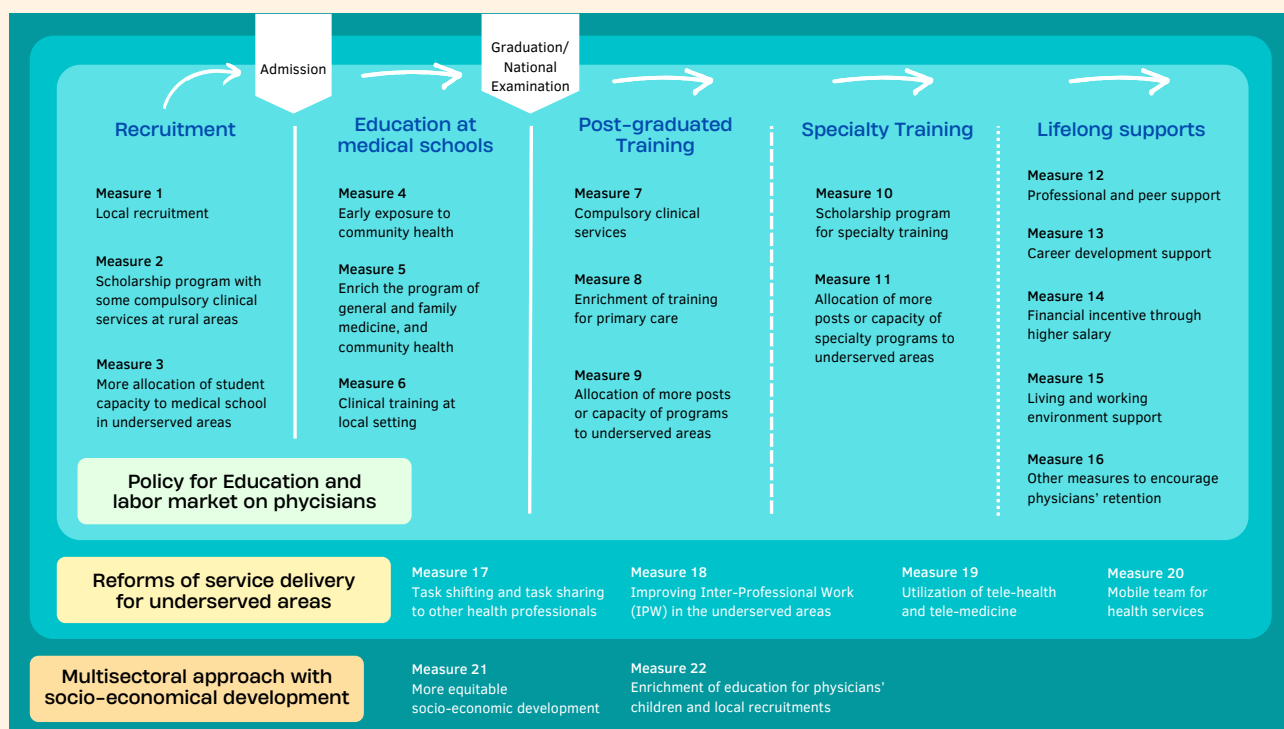 Admission
Graduation/
National
Examination
Recruitment
Measure 1
Local recruitment
Measure 2
Scholarship program with
some compulsory clinical
services at rural areas
Measure 3
More allocation of student
capacity to medical school
in underserved areas
Education at
medical schools
Measure 4
Early exposure to
community health
Measure 5
Enrich the program of
general and family
medicine, and
community health
Measure 6
Clinical training at
local setting
Post-graduated
Training
Measure 7
Compulsory clinical
services
Measure 8
Enrichment of training
for primary care
Measure 9
Allocation of more posts
or capacity of programs
to underserved areas
Specialty Training
Measure 10
Scholarship program
for specialty training
Measure 11
Allocation of more
posts or capacity of
specialty programs to
underserved areas
Lifelong supports
Measure 12
Professional and peer support
Measure 13
Career development support
Measure 14
Financial incentive through
higher salary
Measure 15
Living and working
environment support
Measure 16
Other measures to encourage
physicians’ retention
Policy for Education and
labor market on phycisians
Reforms of service delivery
for underserved areas
Measure 17
Task shifting and task sharing
to other health professionals
Measure 18
Improving Inter-Professional Work
(IPW) in the underserved areas
Measure 19
Utilization of tele-health
and tele-medicine
Measure 20
Mobile team for
health services
Multisectoral approach with
socio-economical development
Measure 21
More equitable
socio-economic development
Measure 22
Enrichment of education for physicians’
children and local recruitments